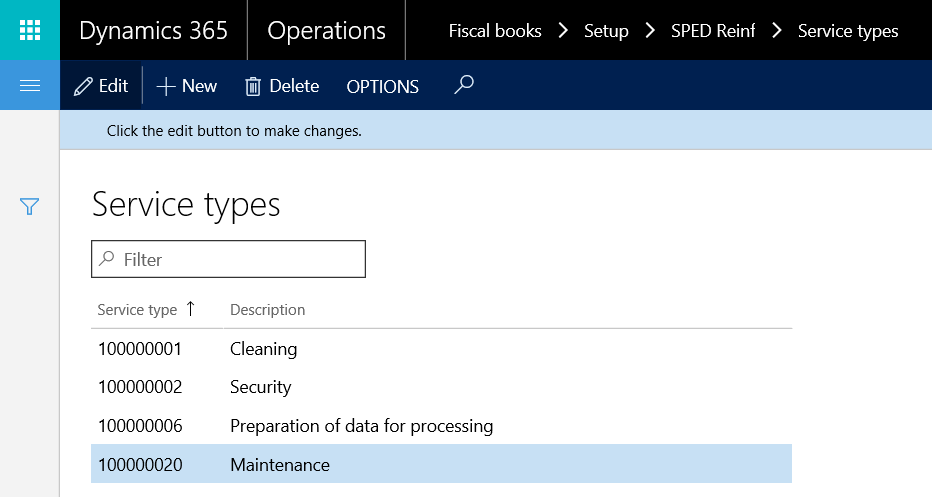 Dynamics 365 Operations Fiscal books > Setup > SPED Reinf > Service types
Edit + New Delete OPTIONS
Click the edit button to make changes.
Service types
Filter
Service type ↑ Description
100000001 Cleaning
100000002 Security
100000006 Preparation of data for processing
100000020 Maintenance